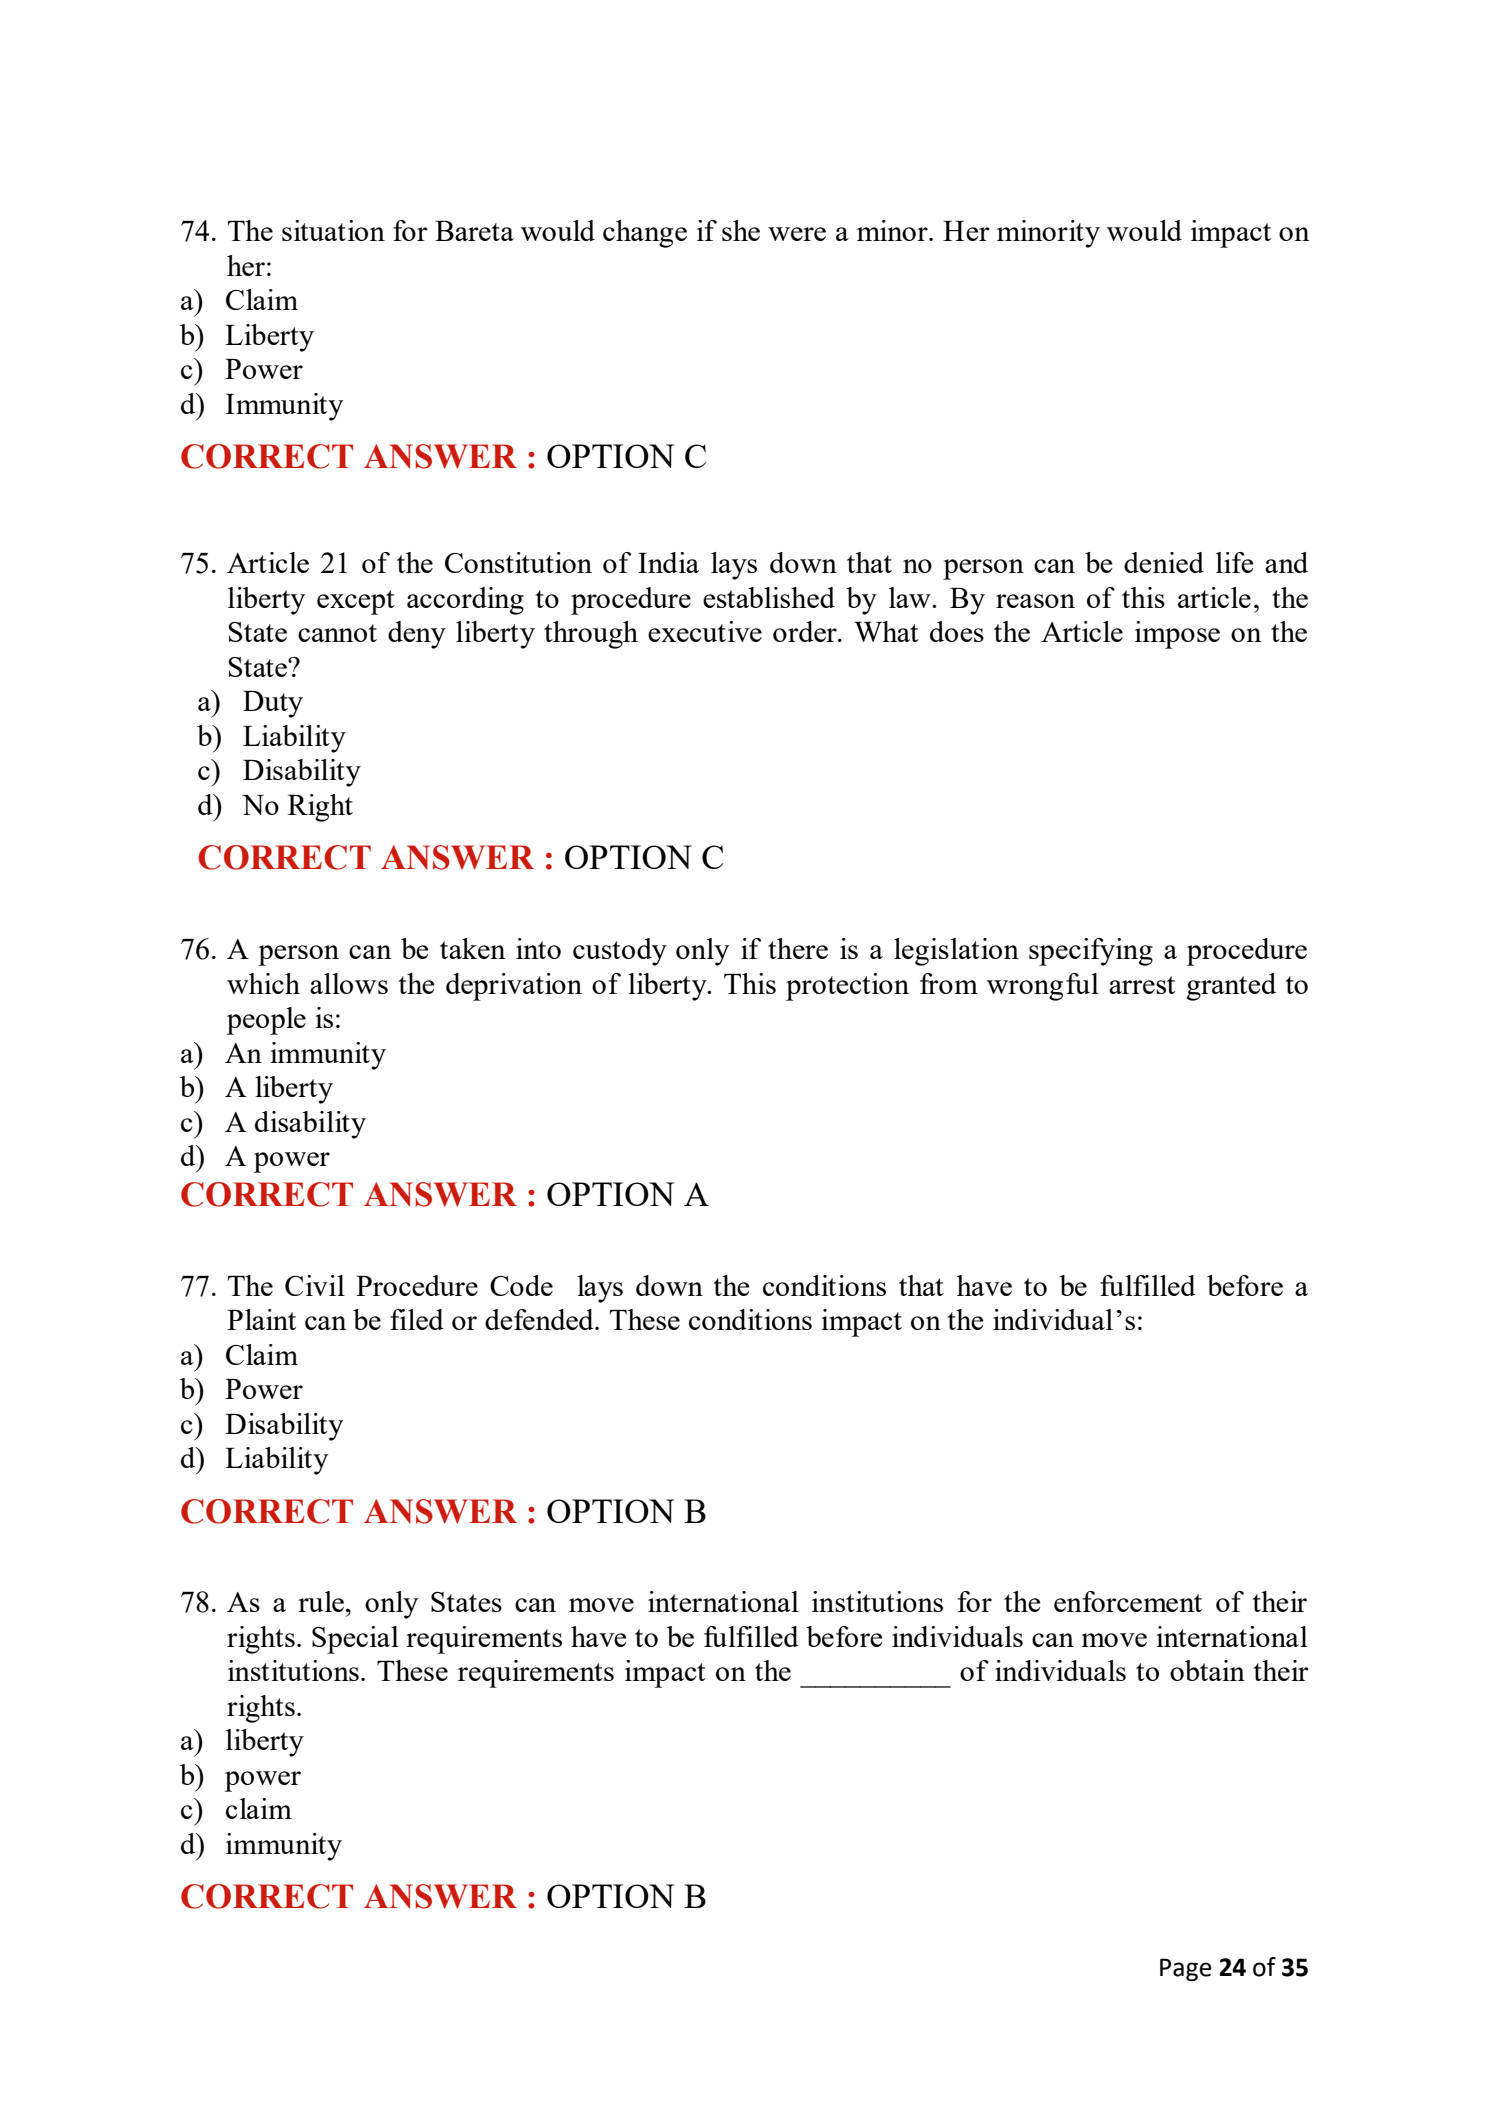 74. The situation for Bareta would change if she were a minor. Her minority would impact on
her:
a) Claim
b) Liberty
c) Power
d) Immunity
CORRECT ANSWER : OPTION C
75. Article 21 of the Constitution of India lays down that no person can be denied life and
liberty except according to procedure established by law. By reason of this article, the
State cannot deny liberty through executive order. What does the Article impose on the
State?
a) Duty
b) Liability
c) Disability
d) No Right
CORRECT ANSWER : OPTION C
76. A person can be taken into custody only if there is a legislation specifying a procedure
which allows the deprivation of liberty. This protection from wrongful arrest granted to
people is:
a) An immunity
b) A liberty
c) A disability
d) A power
CORRECT ANSWER : OPTION A
77. The Civil Procedure Code lays down the conditions that have to be fulfilled before a
Plaint can be filed or defended. These conditions impact on the individual’s:
a) Claim
b) Power
c) Disability
d) Liability
CORRECT ANSWER : OPTION B
78. As a rule, only States can move international institutions for the enforcement of their
rights. Special requirements have to be fulfilled before individuals can move international
institutions. These requirements impact on the __________ of individuals to obtain their
rights.
a) liberty
b) power
c) claim
d) immunity
CORRECT ANSWER : OPTION B
Page 24 of 35